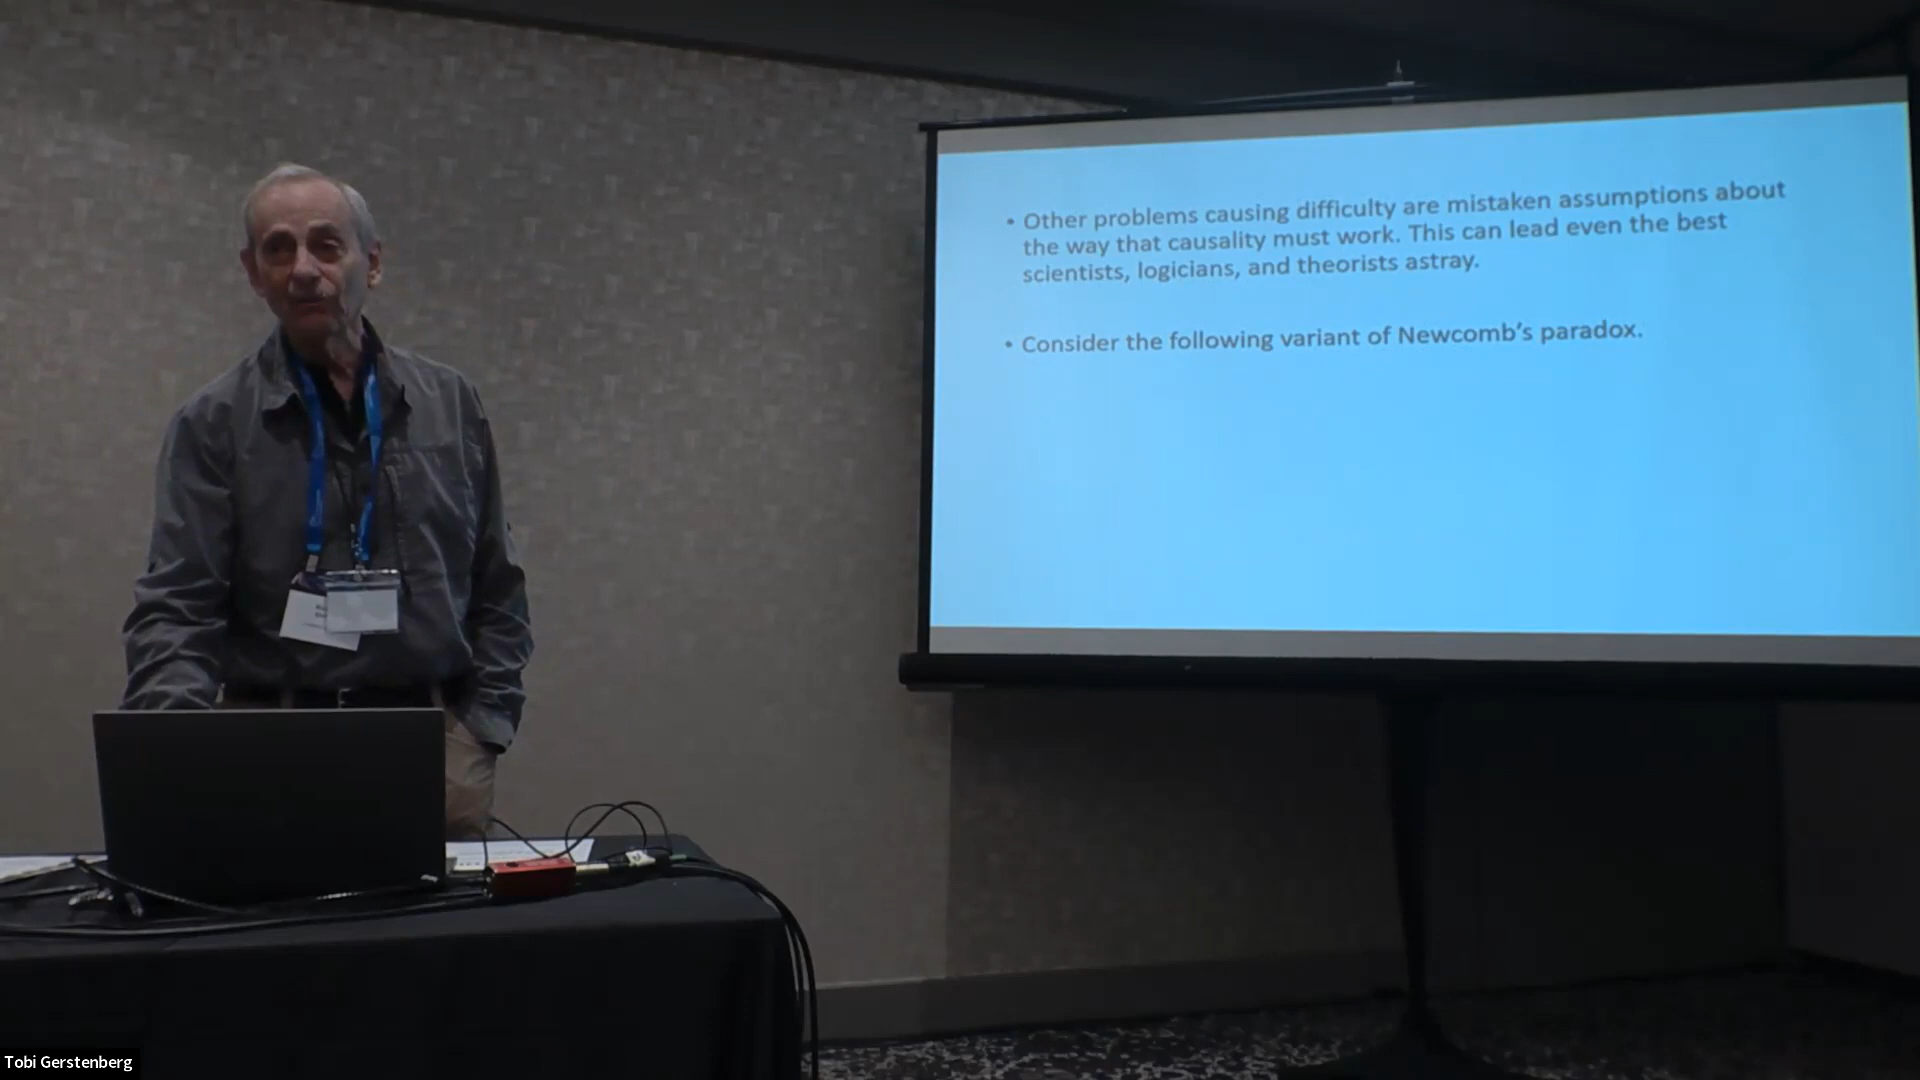 • Other problems causing difficulty are mistaken assumptions about
the way that causality must work. This can lead even the best
scientists, logicians, and theorists astray.
• Consider the following variant of Newcomb's paradox.
Tobi Gerstenberg